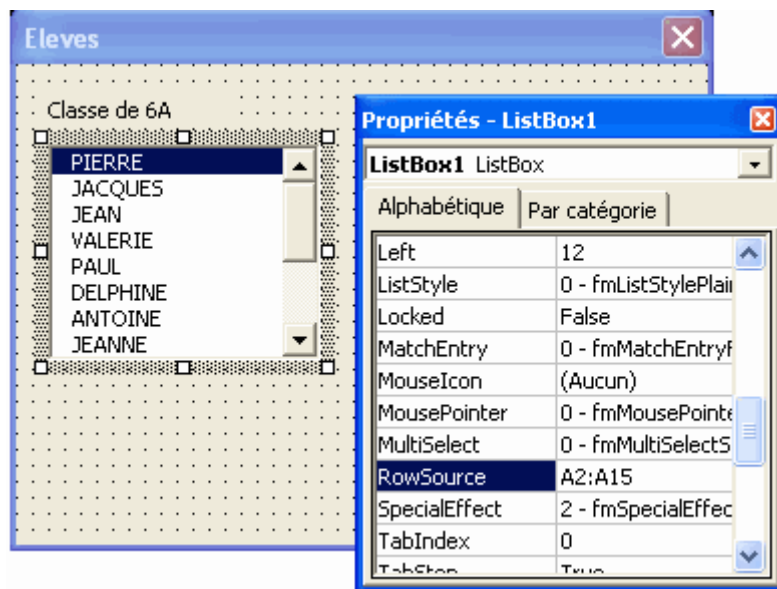 Eleves
Classe de 6A
PIERRE
JACQUES
JEAN
VALERIE
PAUL
DELPHINE
ANTOINE
JEANNE
Propriétés - ListBox1
ListBox1 ListBox
Alphabétique Par catégorie
Left 12
ListStyle 0 - fmListStylePlai
Locked False
MatchEntry 0 - fmMatchEntryF
MouseIcon (Aucun)
MousePointer 0 - fmMousePointe
MultiSelect 0 - fmMultiSelectS
RowSource A2:A15
SpecialEffect 2 - fmSpecialEffec
TabIndex 0
TabStop True